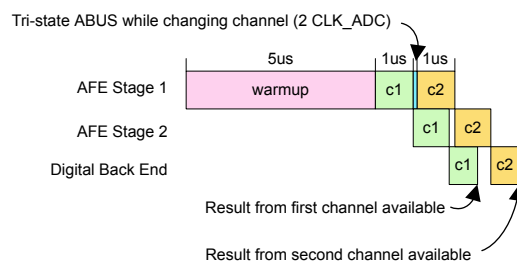 Tri-state ABUS while changing channel (2 CLK_ADC)
5us 1us 1us
AFE Stage 1 warmup c1 c2
AFE Stage 2 c1 c2
Digital Back End c1 c2
Result from first channel available
Result from second channel available